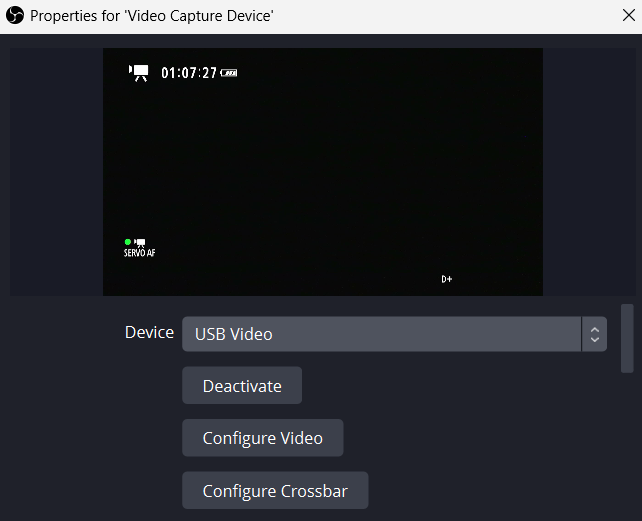 Properties for 'Video Capture Device'
01:07:27
SERVO AF
D+
Device USB Video
Deactivate
Configure Video
Configure Crossbar